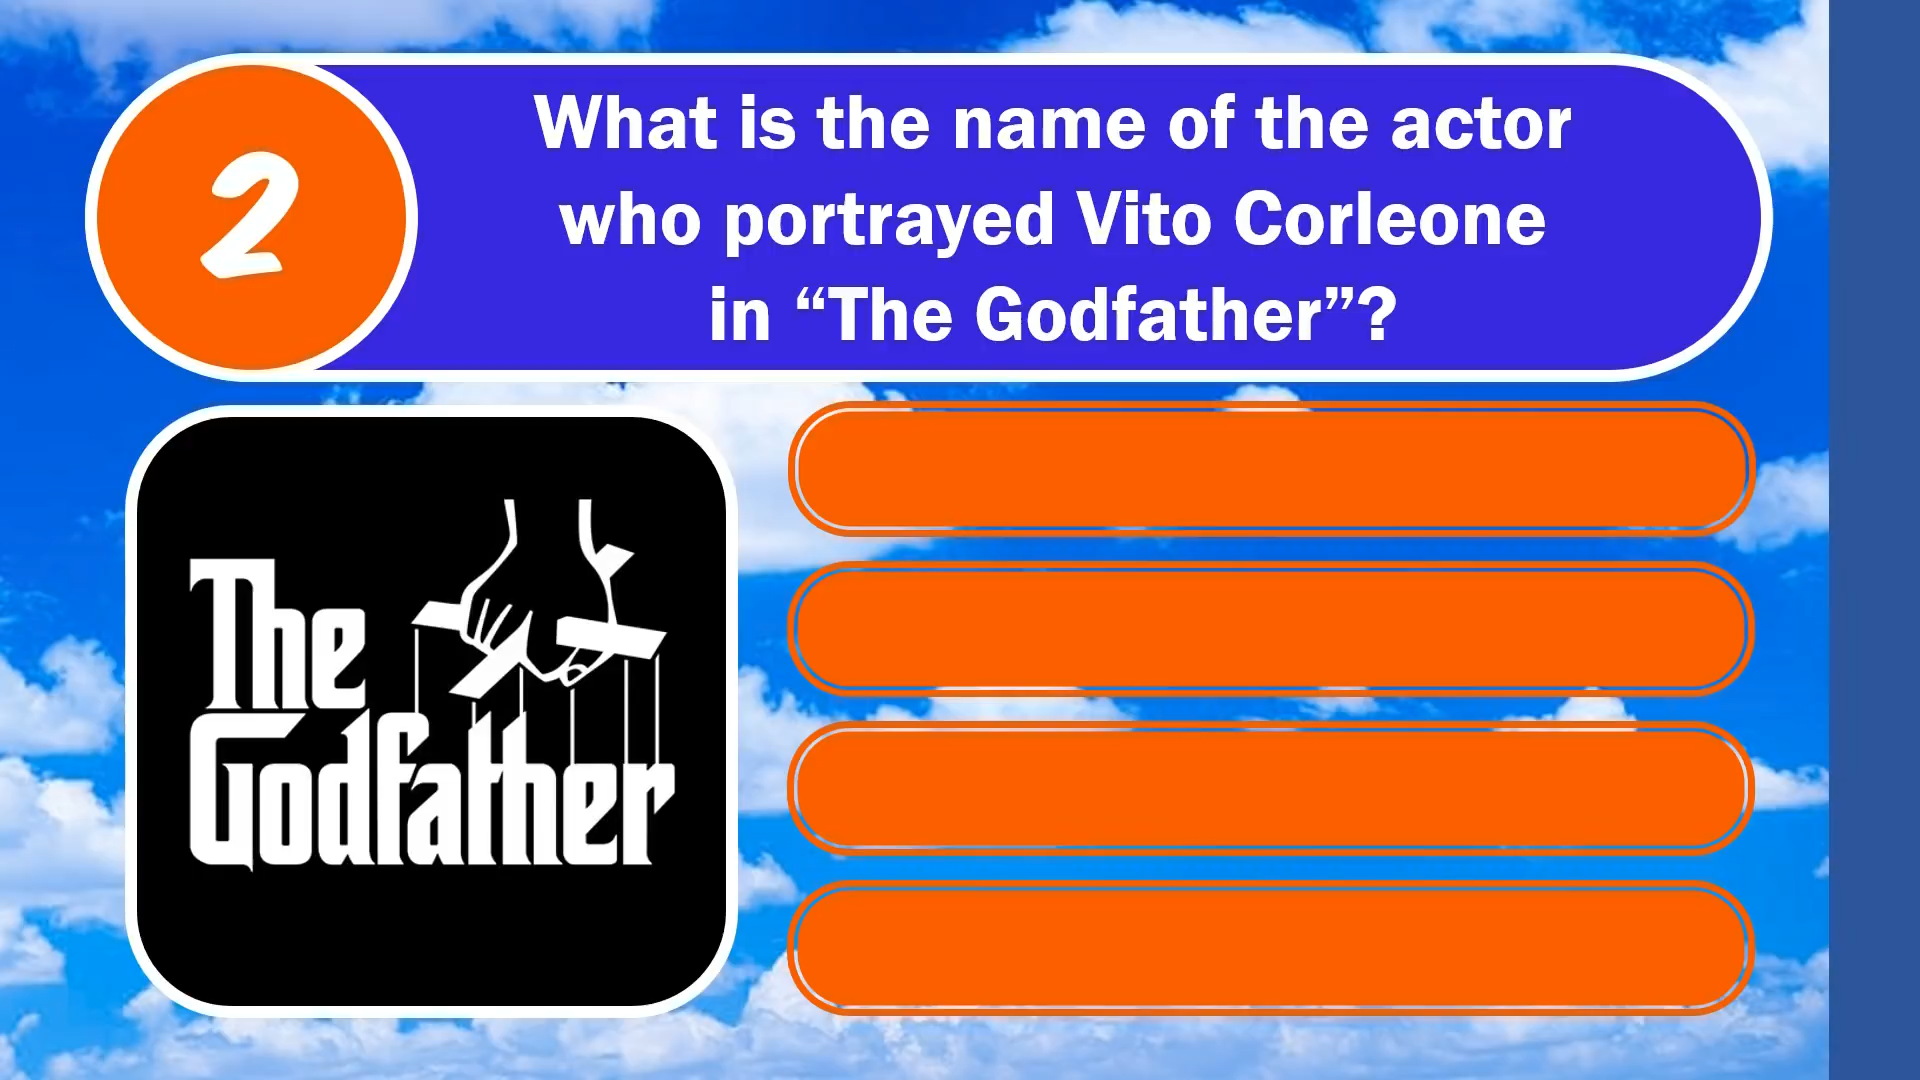 2
What is the name of the actor
who portrayed Vito Corleone
in “The Godfather”?
The
Godfather